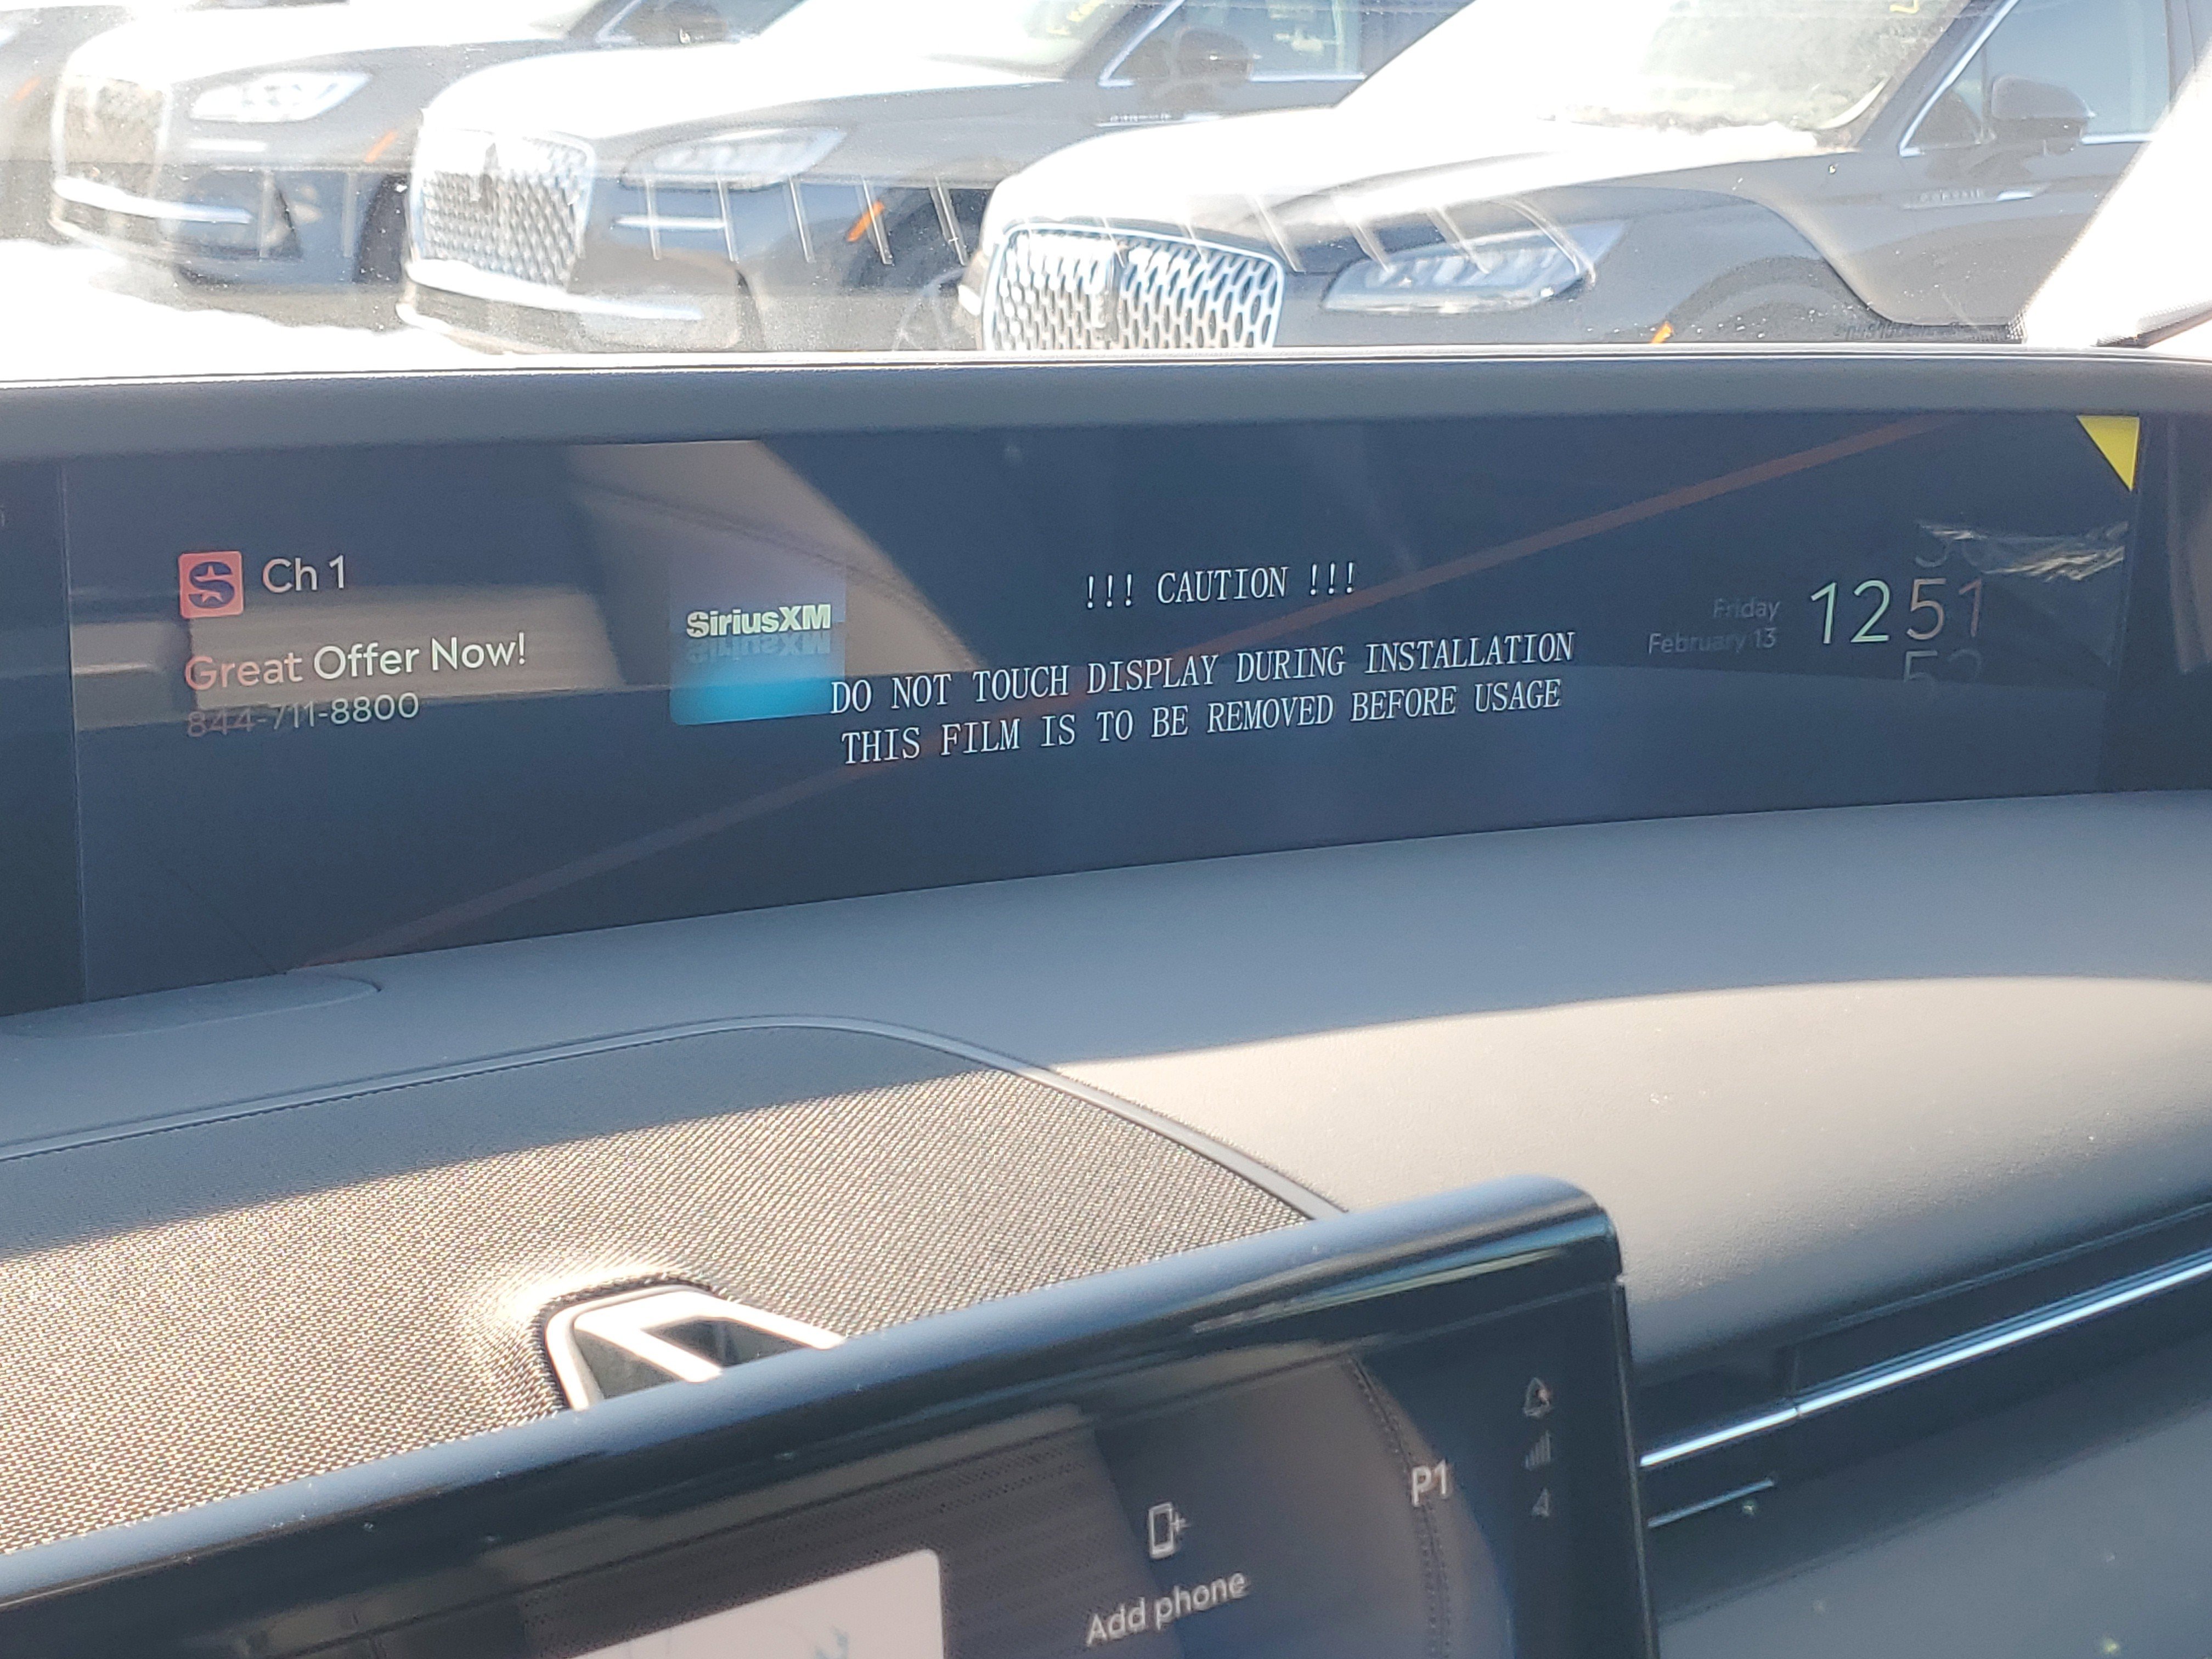 Ch 1
Great Offer Now!
844-711-8800
SiriusXM
!!! CAUTION !!!
DO NOT TOUCH DISPLAY DURING INSTALLATION
THIS FILM IS TO BE REMOVED BEFORE USAGE
Friday
February 13
12 51
52
P1
Add phone